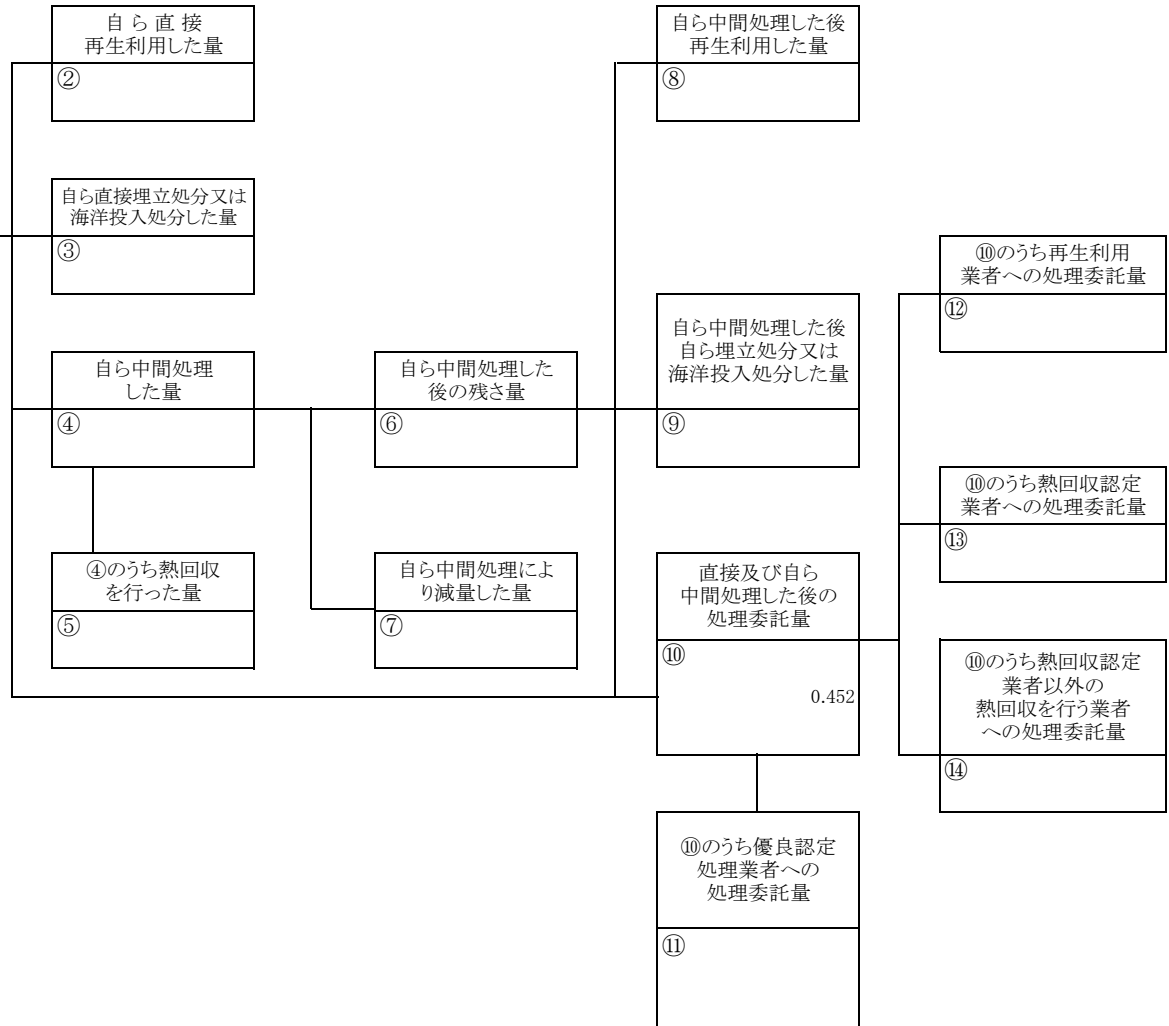 自ら直接
再生利用した量
②
自ら直接埋立処分又は
海洋投入処分した量
③
自ら中間処理
した量
④
④のうち熱回収
を行った量
⑤
自ら中間処理した
後の残さ量
⑥
自ら中間処理によ
り減量した量
⑦
自ら中間処理した後
再生利用した量
⑧
自ら中間処理した後
自ら埋立処分又は
海洋投入処分した量
⑨
直接及び自ら
中間処理した後の
処理委託量
⑩
0.452
⑩のうち優良認定
処理業者への
処理委託量
⑪
⑩のうち再生利用
業者への処理委託量
⑫
⑩のうち熱回収認定
業者への処理委託量
⑬
⑩のうち熱回収認定
業者以外の
熱回収を行う業者
への処理委託量
⑭